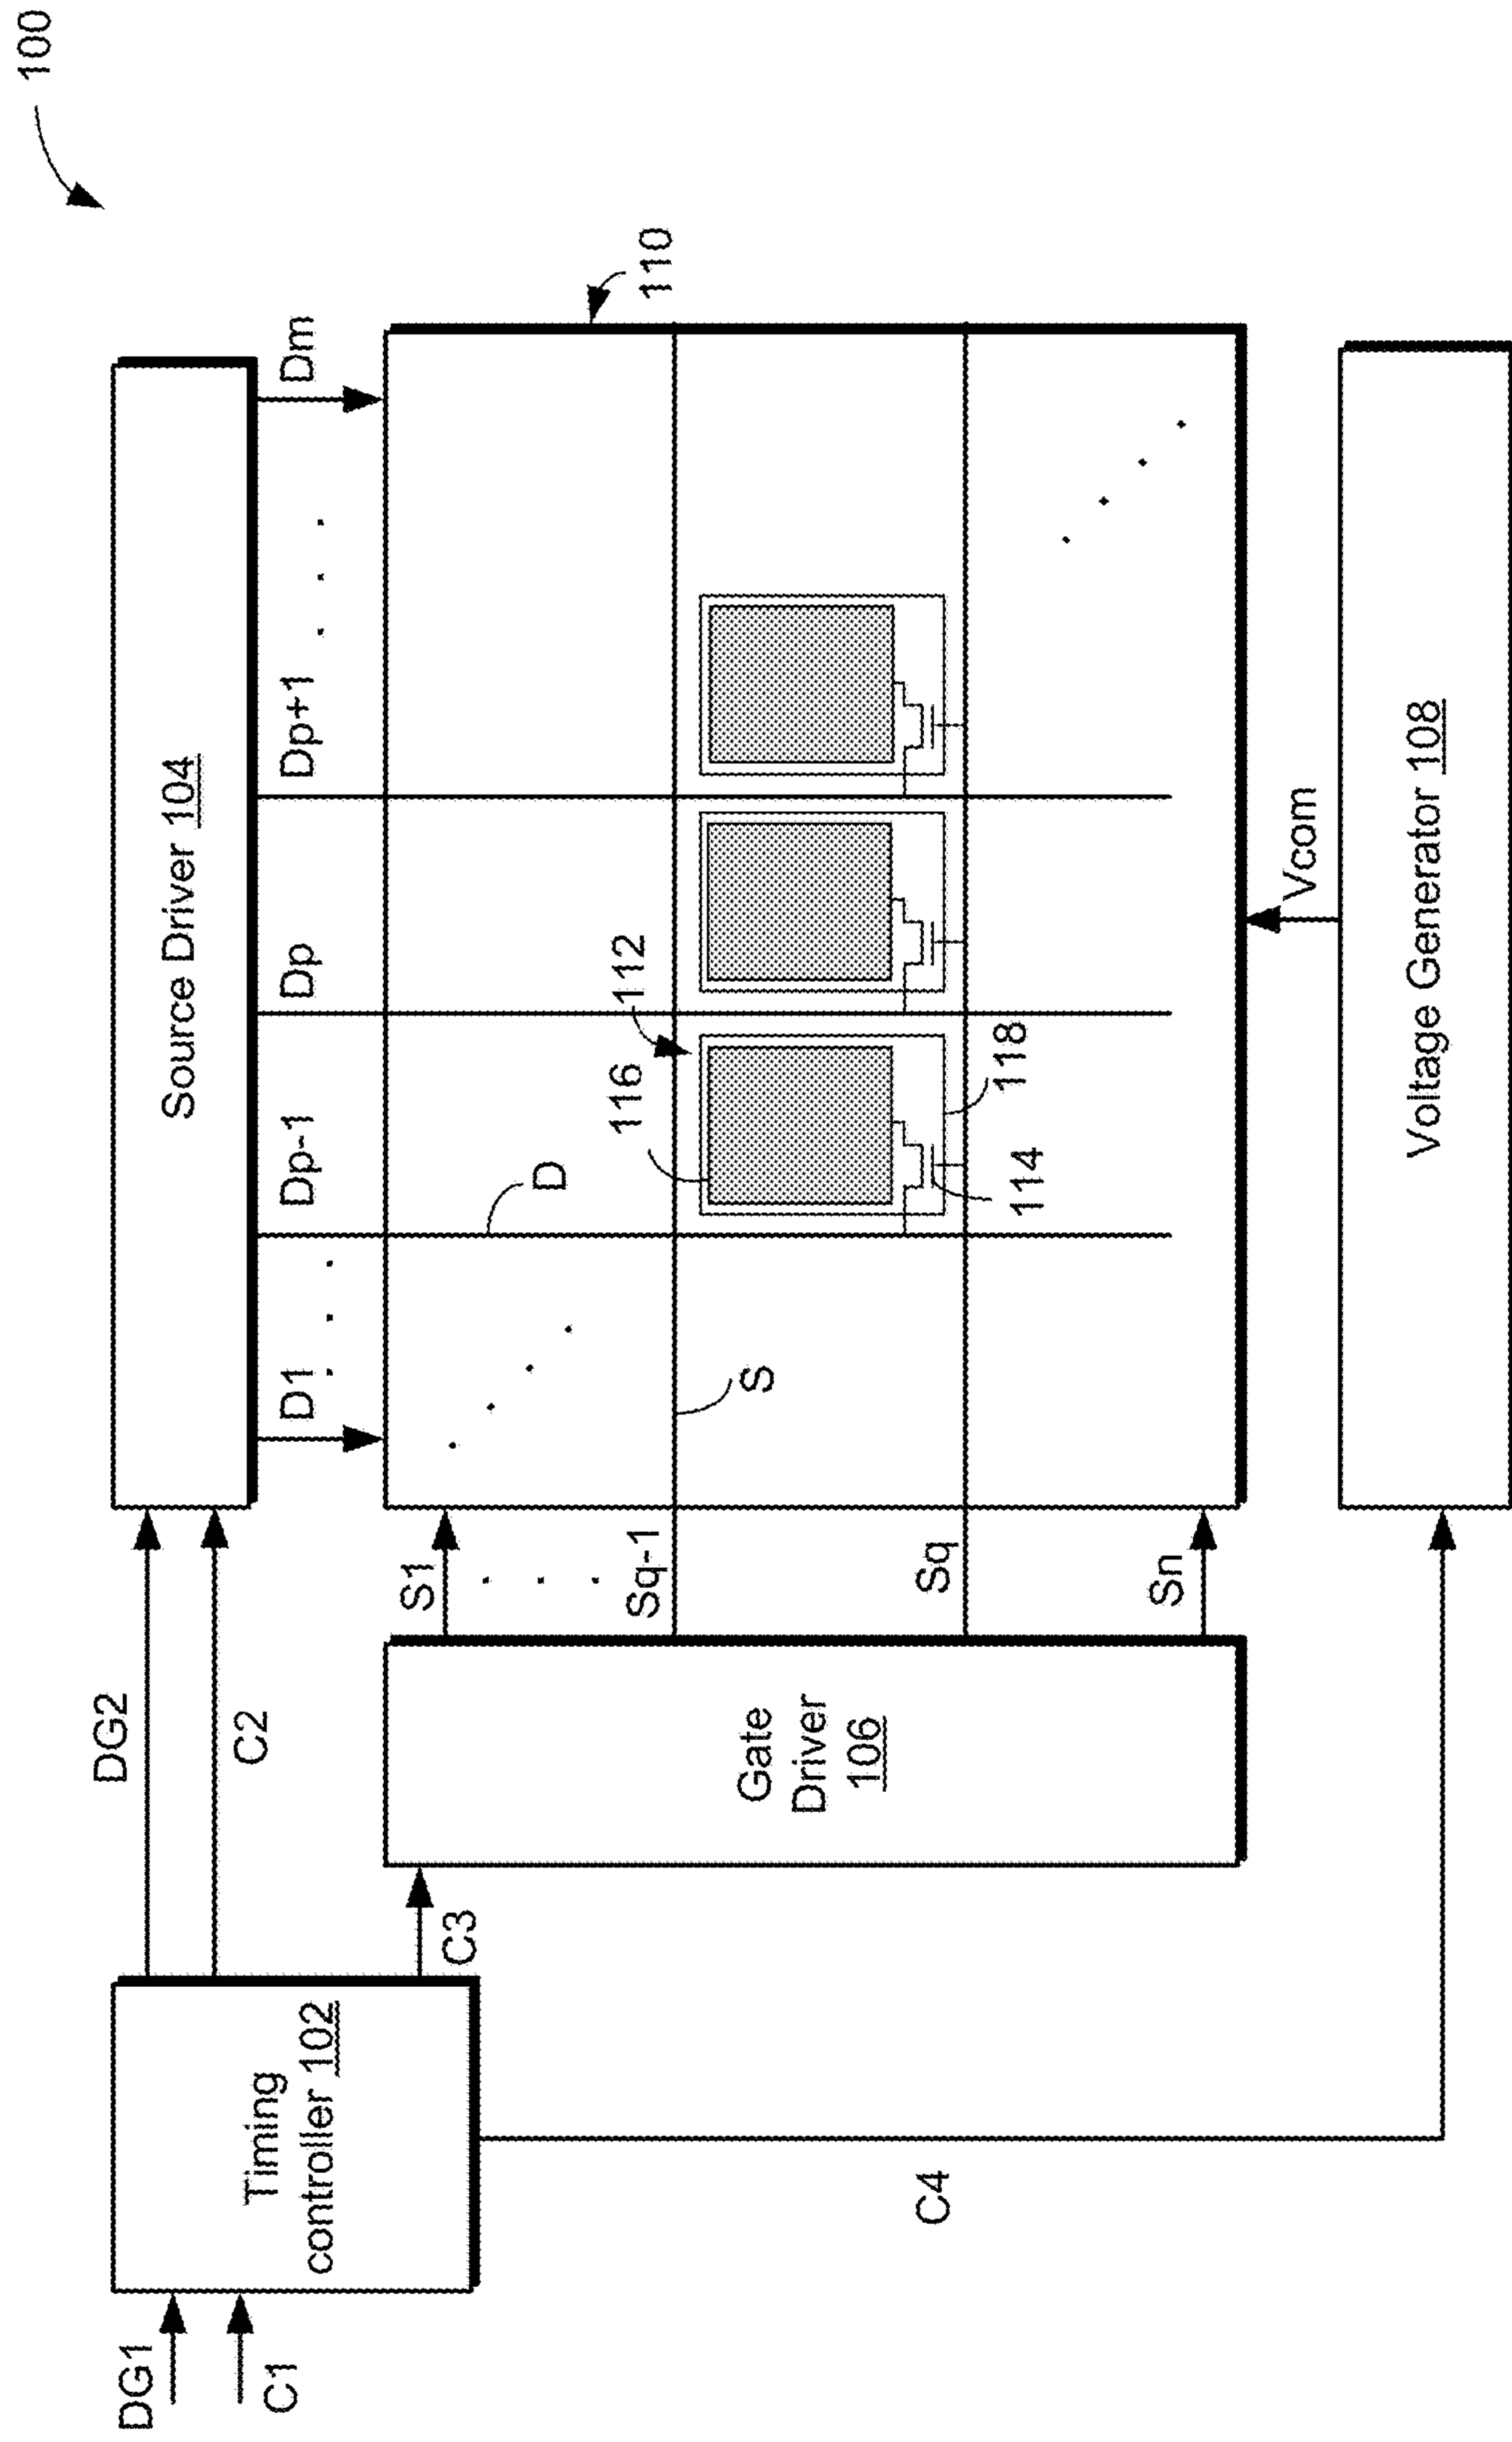 100
DG1
C1
Timing
controller 102
DG2
C2
C3
C4
Source Driver 104
D1
Dp-1
Dp
Dp+1
Dm
Gate
Driver
106
S1
Sq-1
Sq
Sn
D
S
110
112
116
114
118
Vcom
Voltage Generator 108